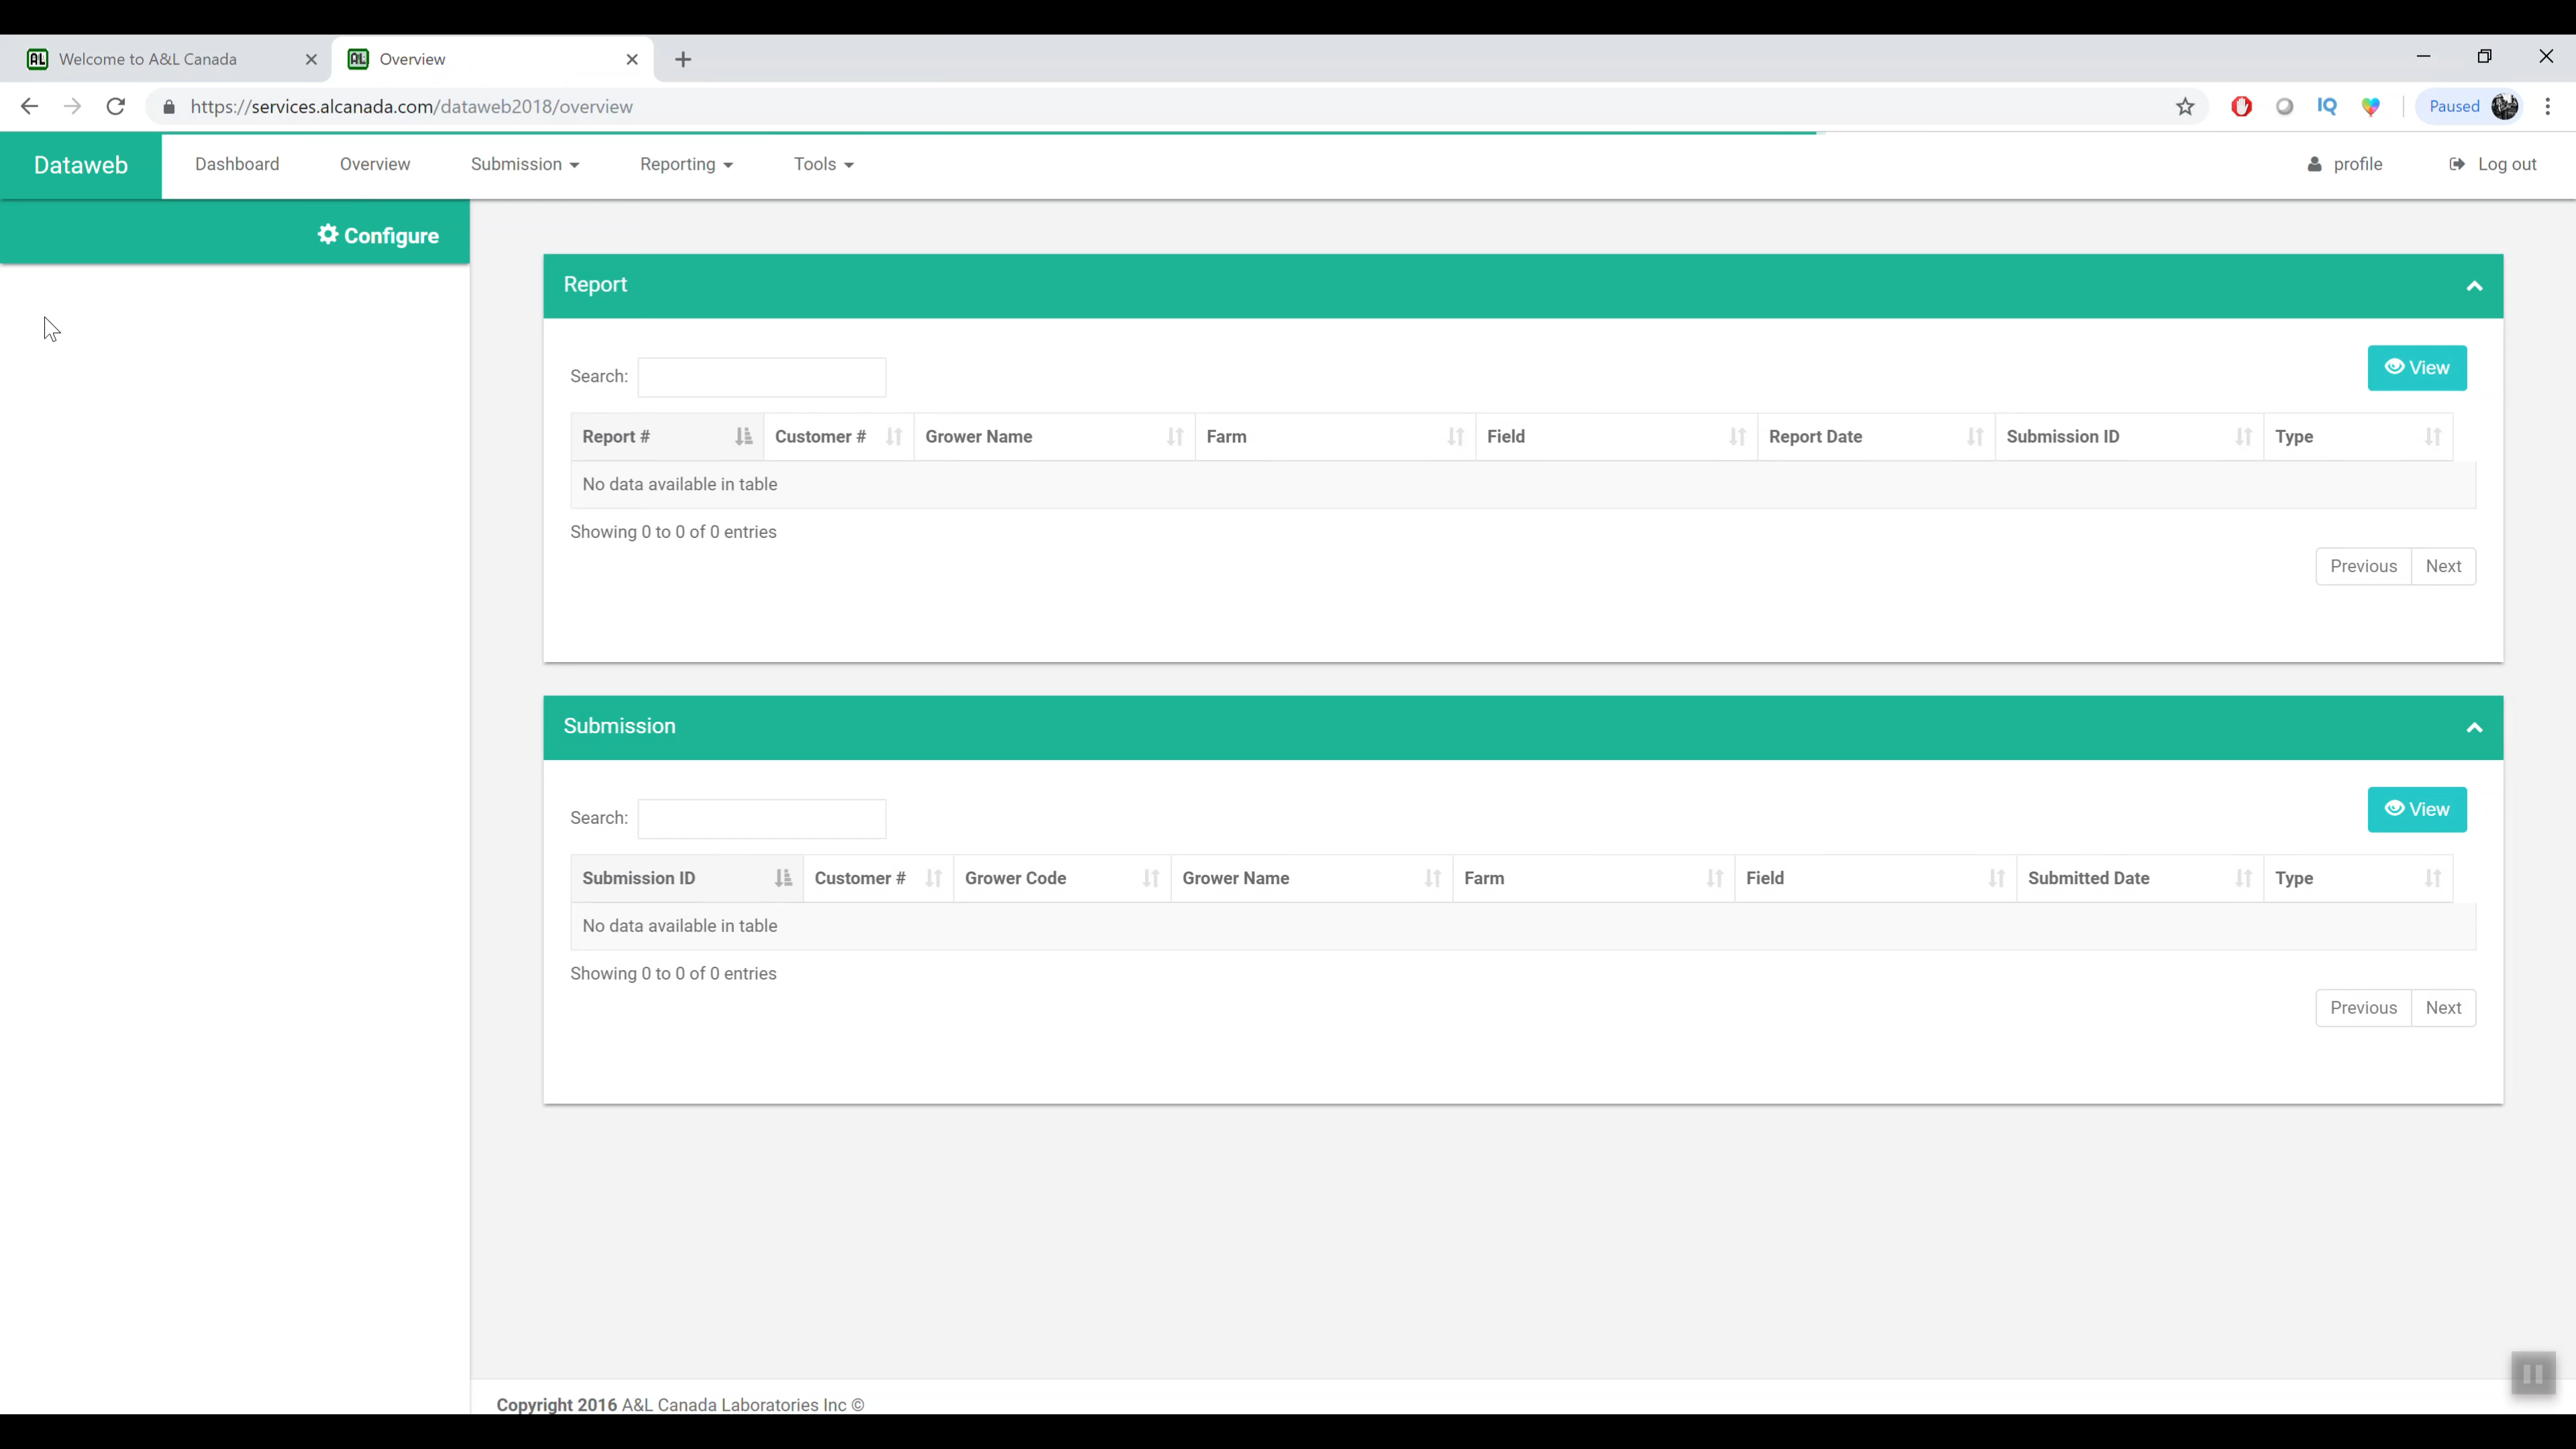 Welcome to A&L Canada
Overview
https://services.alcanada.com/dataweb2018/overview
IQ
Paused
Dataweb
Dashboard
Overview
Submission
Reporting
Tools
profile
Log out
Configure
Report
Search:
View
Report # Customer # Grower Name Farm Field Report Date Submission ID Type
No data available in table
Showing 0 to 0 of 0 entries
Previous Next
Submission
Search:
View
Submission ID Customer # Grower Code Grower Name Farm Field Submitted Date Type
No data available in table
Showing 0 to 0 of 0 entries
Previous Next
Copyright 2016 A&L Canada Laboratories Inc ©